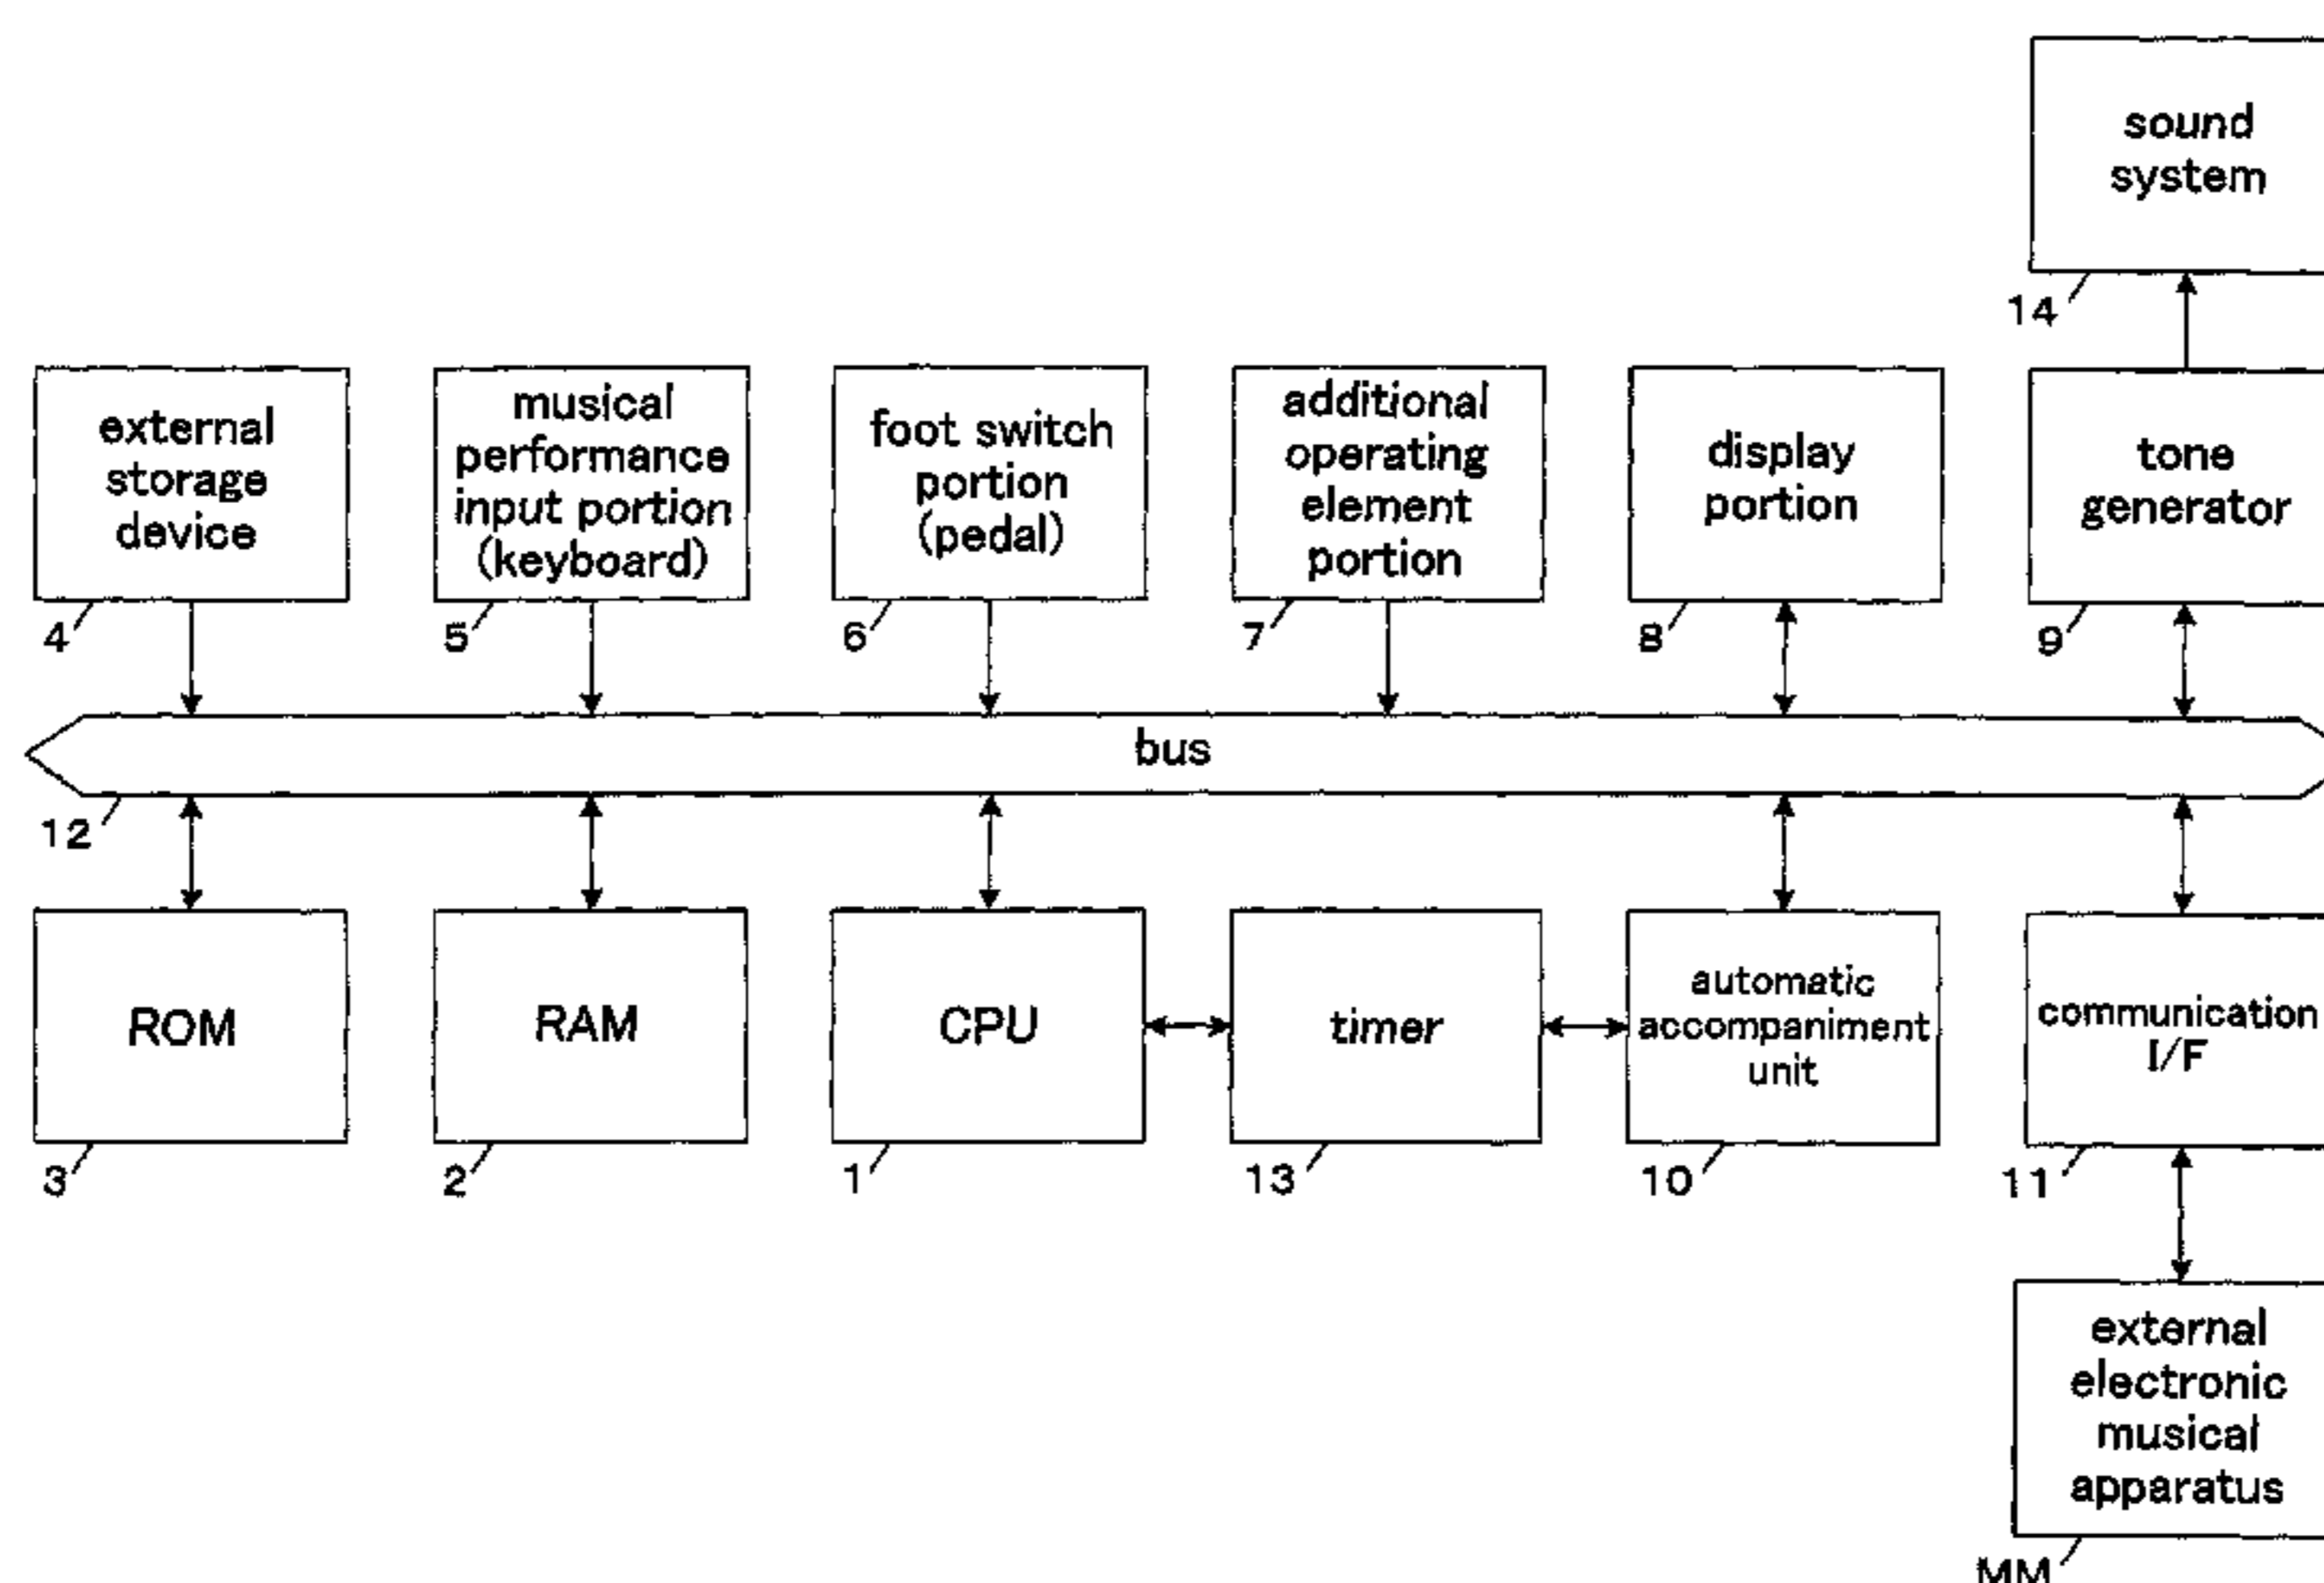 sound
system
14
external
storage
device
4
musical
performance
input portion
(keyboard)
5
foot switch
portion
(pedal)
6
additional
operating
element
portion
7
display
portion
8
tone
generator
9
bus
12
ROM
3
RAM
2
CPU
1
timer
13
automatic
accompaniment
unit
10
communication
I/F
11
external
electronic
musical
apparatus
MM